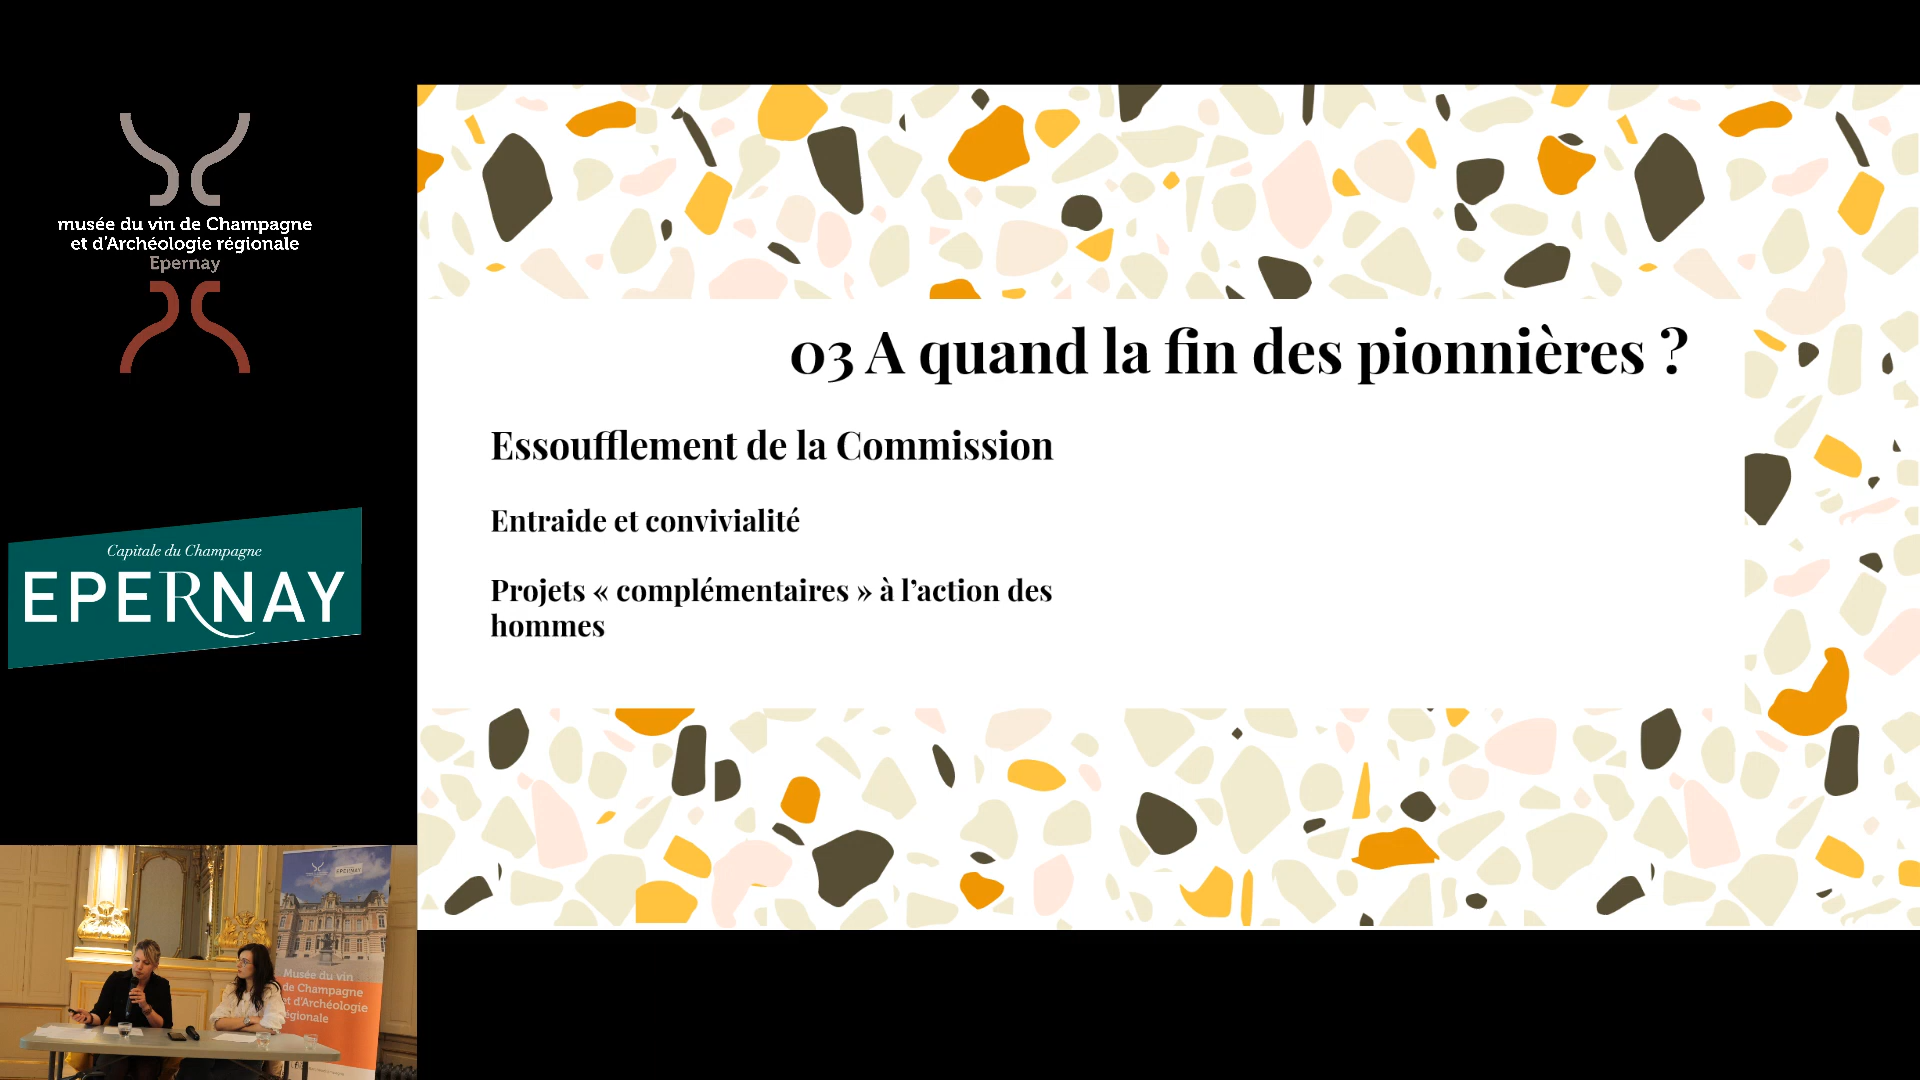 musée du vin de Champagne
et d'Archéologie régionale
Epernay
Capitale du Champagne
EPERNAY
03 A quand la fin des pionnières ?
Essoufflement de la Commission
Entraide et convivialité
Projets « complémentaires » à l’action des
hommes
EPERNAY
Musée du vin
de Champagne
et d'Archéologie
régionale